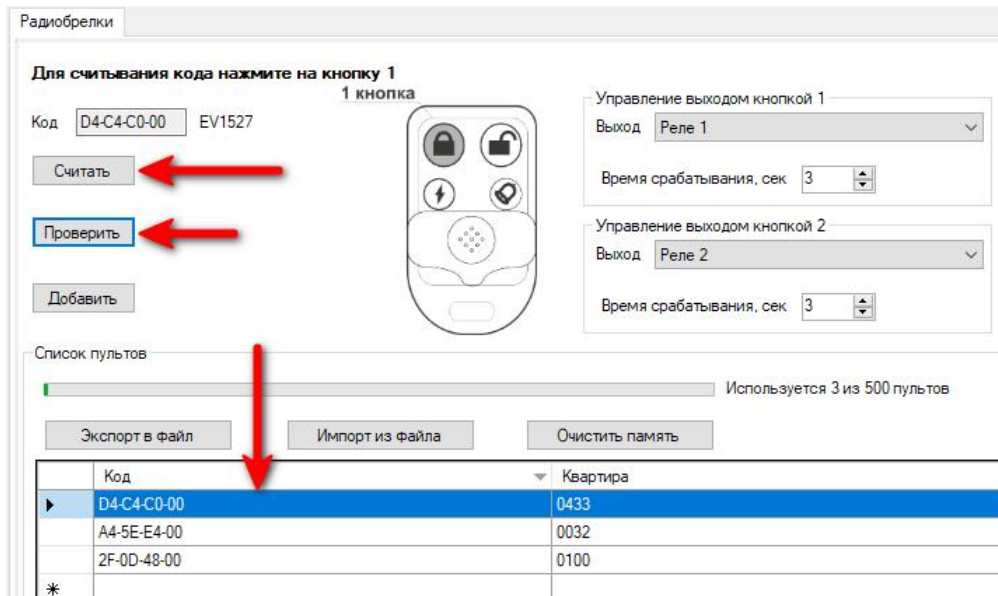 Радиобрелки
Для считывания кода нажмите на кнопку 1
1 кнопка
Код D4-C4-C0-00 EV1527
Считать
Проверить
Добавить
Управление выходом кнопкой 1
Выход Реле 1
Время срабатывания, сек 3
Управление выходом кнопкой 2
Выход Реле 2
Время срабатывания, сек 3
Список пультов
Используется 3 из 500 пультов
Экспорт в файл Импорт из файла Очистить память
Код Квартира
D4-C4-C0-00 0433
A4-5E-E4-00 0032
2F-0D-48-00 0100